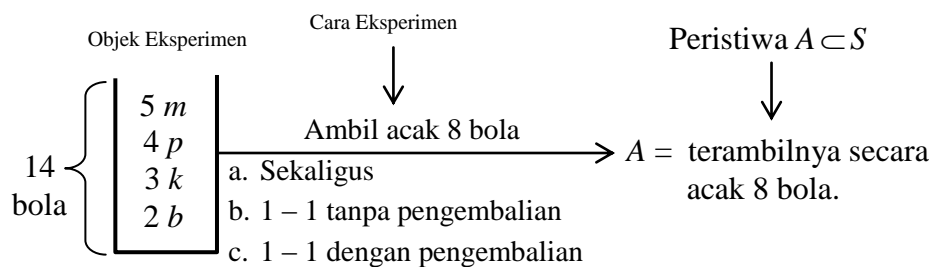 Cara Eksperimen
Objek Eksperimen
Peristiwa A ⊂ S
5 m
4 p
3 k
2 b
14
bola
Ambil acak 8 bola
a. Sekaligus
b. 1 – 1 tanpa pengembalian
c. 1 – 1 dengan pengembalian
A = terambilnya secara
acak 8 bola.